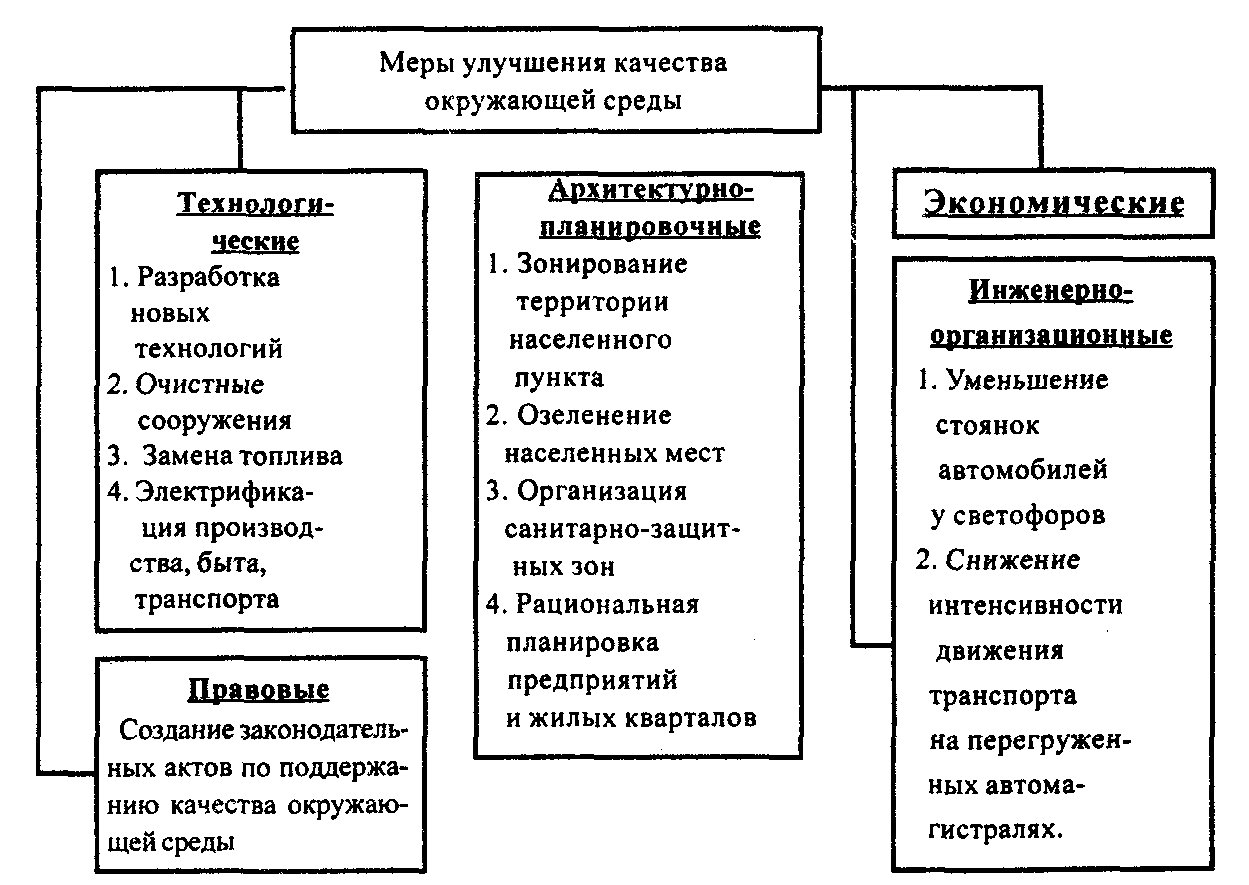 Меры улучшения качества
окружающей среды
Технологи-
ческие
1. Разработка
новых
технологий
2. Очистные
сооружения
3. Замена топлива
4. Электрифика-
ция производ-
ства, быта,
транспорта
Правовые
Создание законодатель-
ных актов по поддержа-
нию качества окружаю-
щей среды
Архитектурно-
планировочные
1. Зонирование
территории
населенного
пункта
2. Озеленение
населенных мест
3. Организация
санитарно-защит-
ных зон
4. Рациональная
планировка
предприятий
и жилых кварталов
Экономические
Инженерно-
организационные
1. Уменьшение
стоянок
автомобилей
у светофоров
2. Снижение
интенсивности
движения
транспорта
на перегружен-
ных автома-
гистралях.